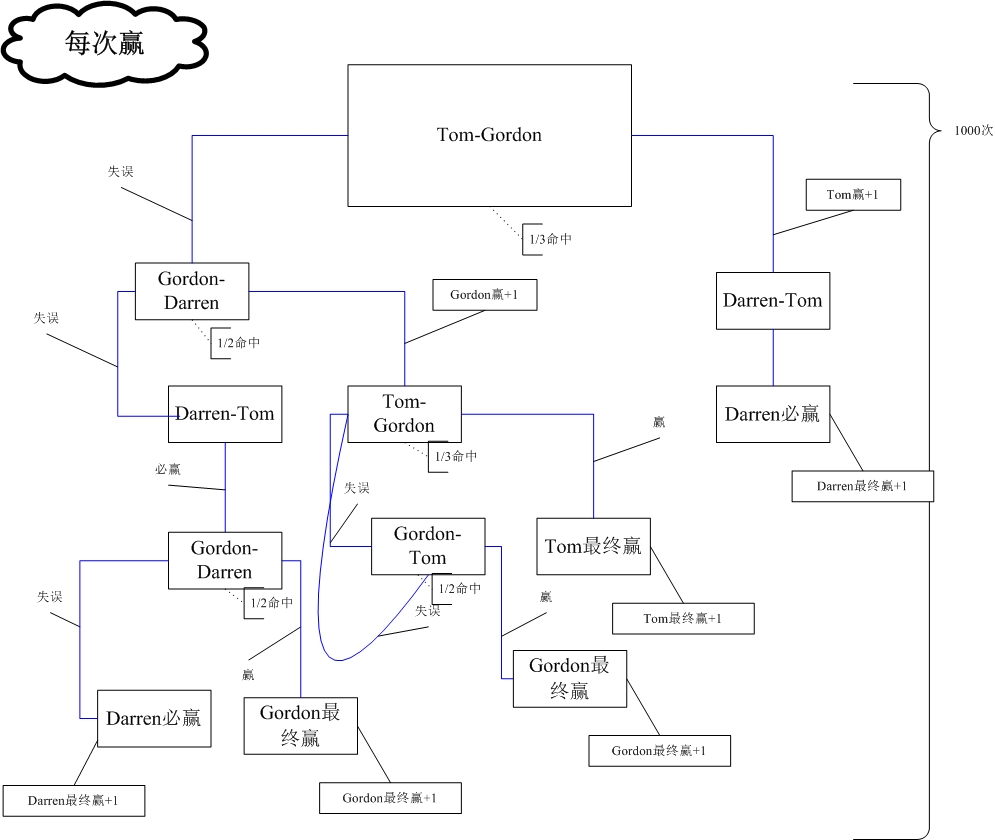 每次赢
Tom-Gordon
1000次
失误
Tom赢+1
1/3命中
Gordon-
Darren
Gordon赢+1
Darren-Tom
失误
1/2命中
Darren-Tom
Tom-
Gordon
Darren必赢
赢
1/3命中
必赢
失误
Darren最终赢+1
Gordon-
Darren
Gordon-
Tom
Tom最终赢
1/2命中
失误
1/2命中
赢
失误
Tom最终赢+1
赢
Gordon最
终赢
Darren必赢
Gordon最
终赢
Gordon最终赢+1
Darren最终赢+1
Gordon最终赢+1